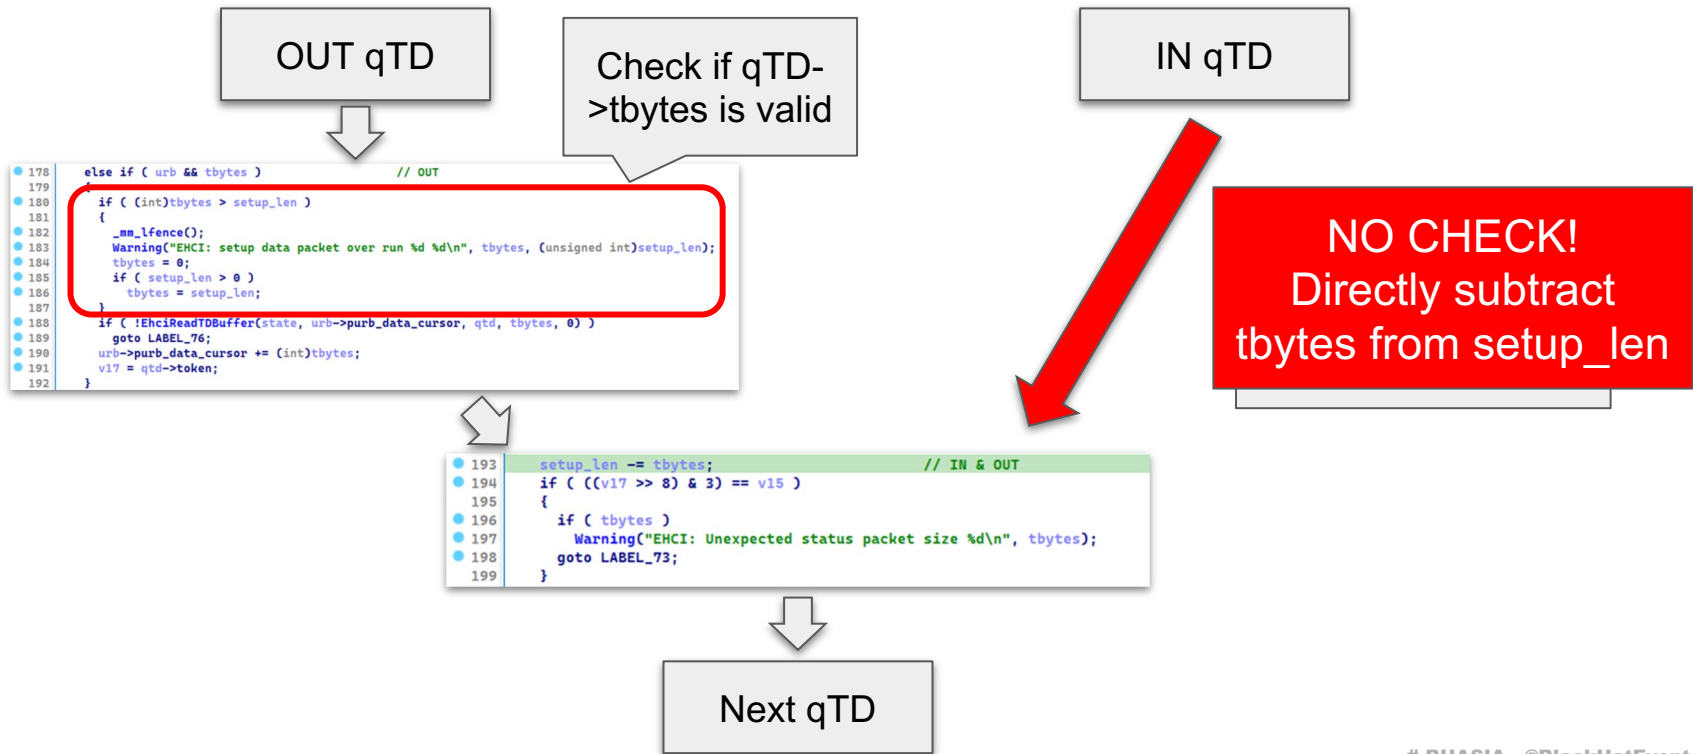 OUT qTD
Check if qTD-
>tbytes is valid
IN qTD
178 else if ( urb && tbytes ) // OUT
179 {
180 if ( (int)tbytes > setup_len )
181 {
182 _mm_lfence();
183 Warning("EHCI: setup data packet over run %d %d\n", tbytes, (unsigned int)setup_len);
184 tbytes = 0;
185 if ( setup_len > 0 )
186 tbytes = setup_len;
187 }
188 if ( !EhciReadTDBuffer(state, urb->purb_data_cursor, qtd, tbytes, 0) )
189 goto LABEL_76;
190 urb->purb_data_cursor += (int)tbytes;
191 v17 = qtd->token;
192 }
NO CHECK!
Directly subtract
tbytes from setup_len
193 setup_len -= tbytes; // IN & OUT
194 if ( ((v17 >> 8) & 3) == v15 )
195 {
196 if ( tbytes )
197 Warning("EHCI: Unexpected status packet size %d\n", tbytes);
198 goto LABEL_73;
199 }
Next qTD